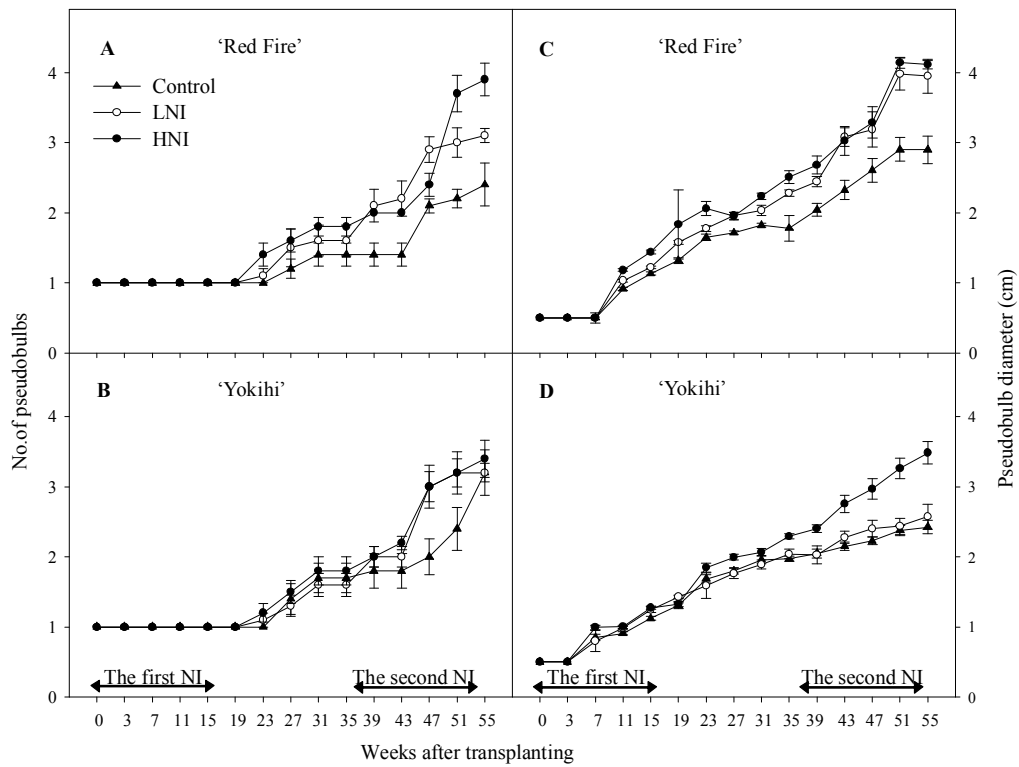 A
'Red Fire'
Control
LNI
HNI
4
3
2
1
0
C
'Red Fire'
4
3
2
1
0
B
'Yokihi'
4
3
2
1
0
The first NI
The second NI
D
'Yokihi'
4
3
2
1
0
The first NI
The second NI
No.of pseudobulbs
Pseudobulb diameter (cm)
0 3 7 11 15 19 23 27 31 35 39 43 47 51 55
0 3 7 11 15 19 23 27 31 35 39 43 47 51 55
Weeks after transplanting